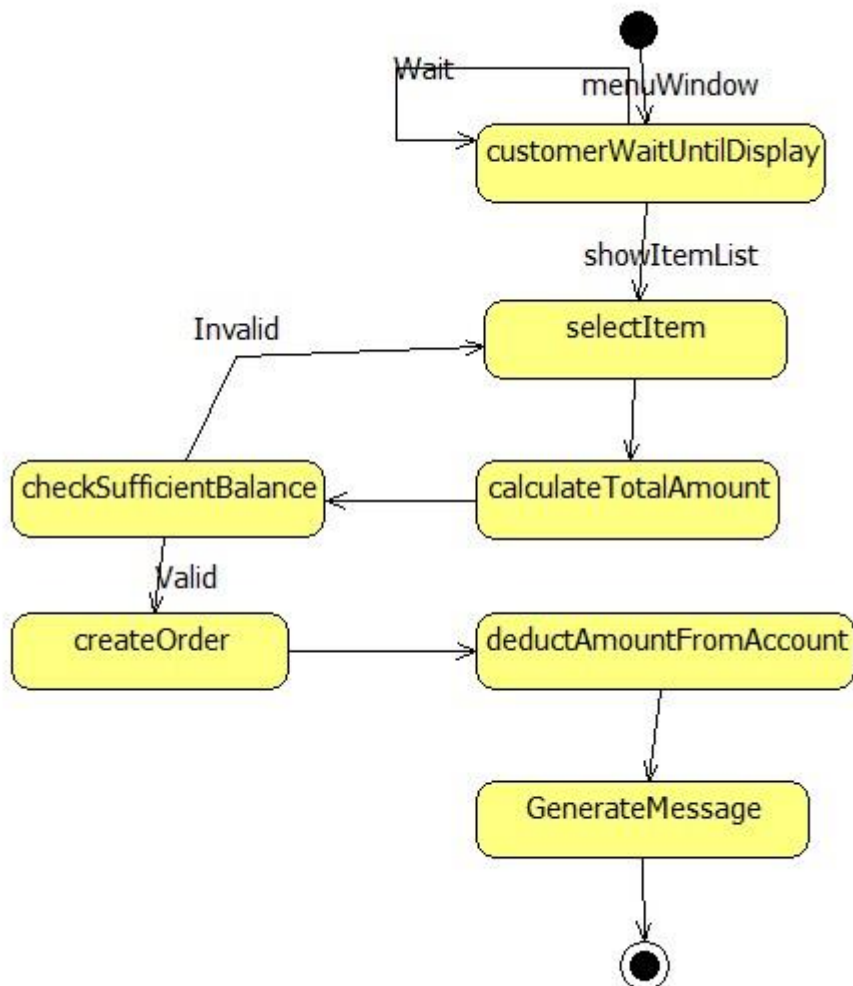 Wait
menuWindow
customerWaitUntilDisplay
showItemList
Invalid
selectItem
checkSufficientBalance
calculateTotalAmount
Valid
createOrder
deductAmountFromAccount
GenerateMessage